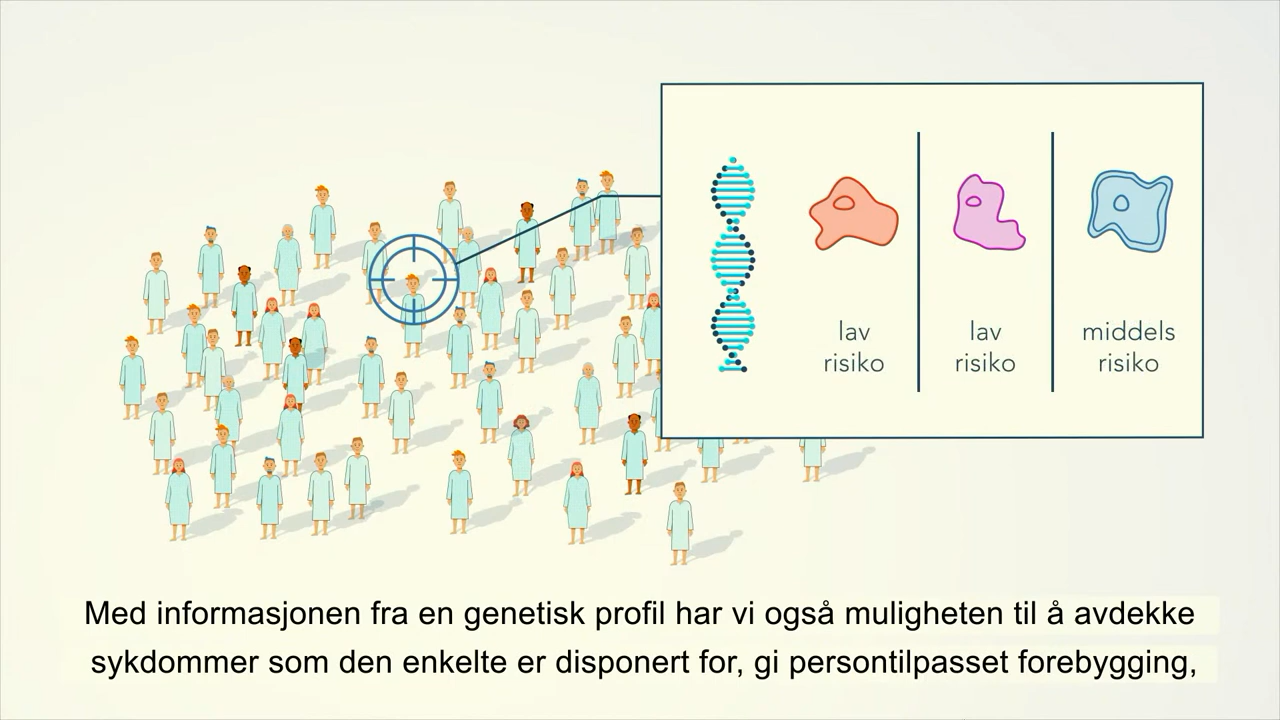 lav
risiko
lav
risiko
middels
risiko
Med informasjonen fra en genetisk profil har vi også muligheten til å avdekke
sykdommer som den enkelte er disponert for, gi persontilpasset forebygging,